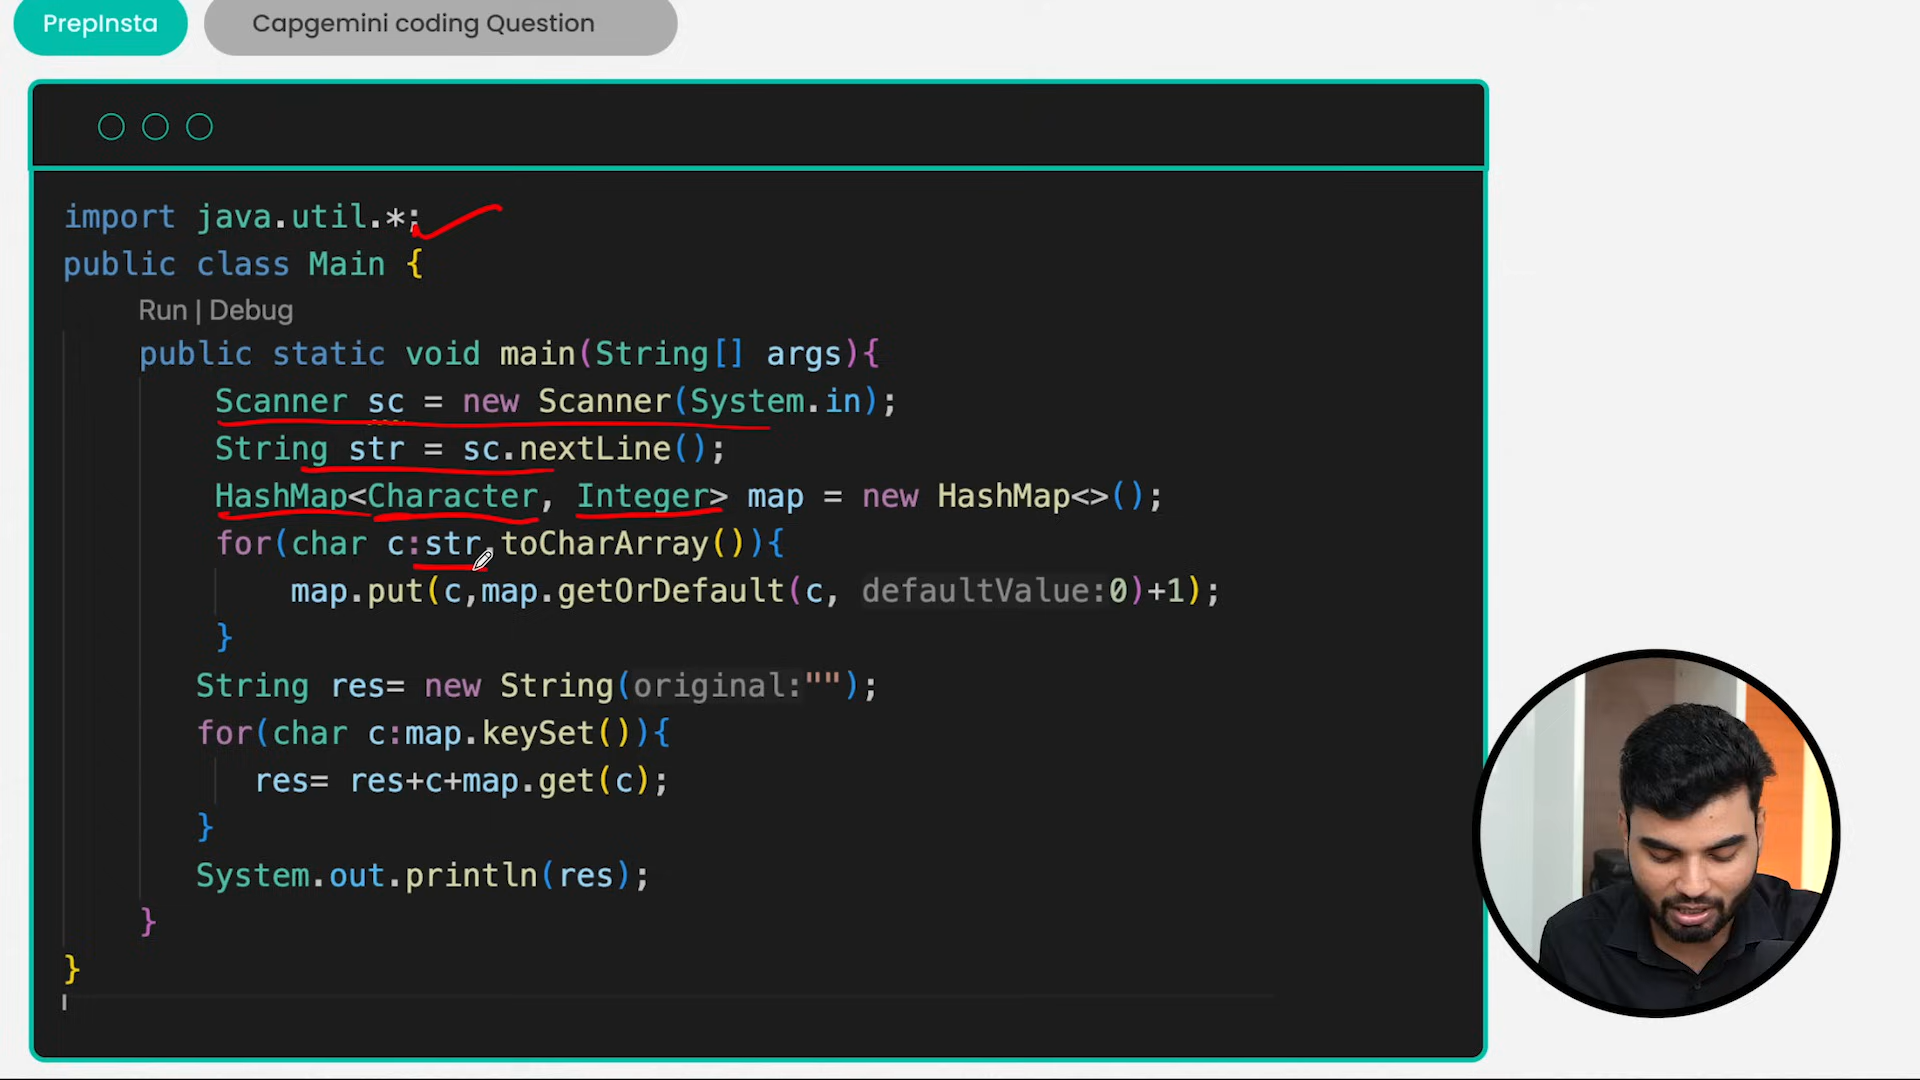 PrepInsta
Capgemini coding Question
import java.util.*;
public class Main {
Run | Debug
public static void main(String[] args){
Scanner sc = new Scanner(System.in);
String str = sc.nextLine();
HashMap<Character, Integer> map = new HashMap<>();
for(char c:str.toCharArray()){
map.put(c,map.getOrDefault(c, defaultValue:0)+1);
}
String res= new String(original:"");
for(char c:map.keySet()){
res= res+c+map.get(c);
}
System.out.println(res);
}
}